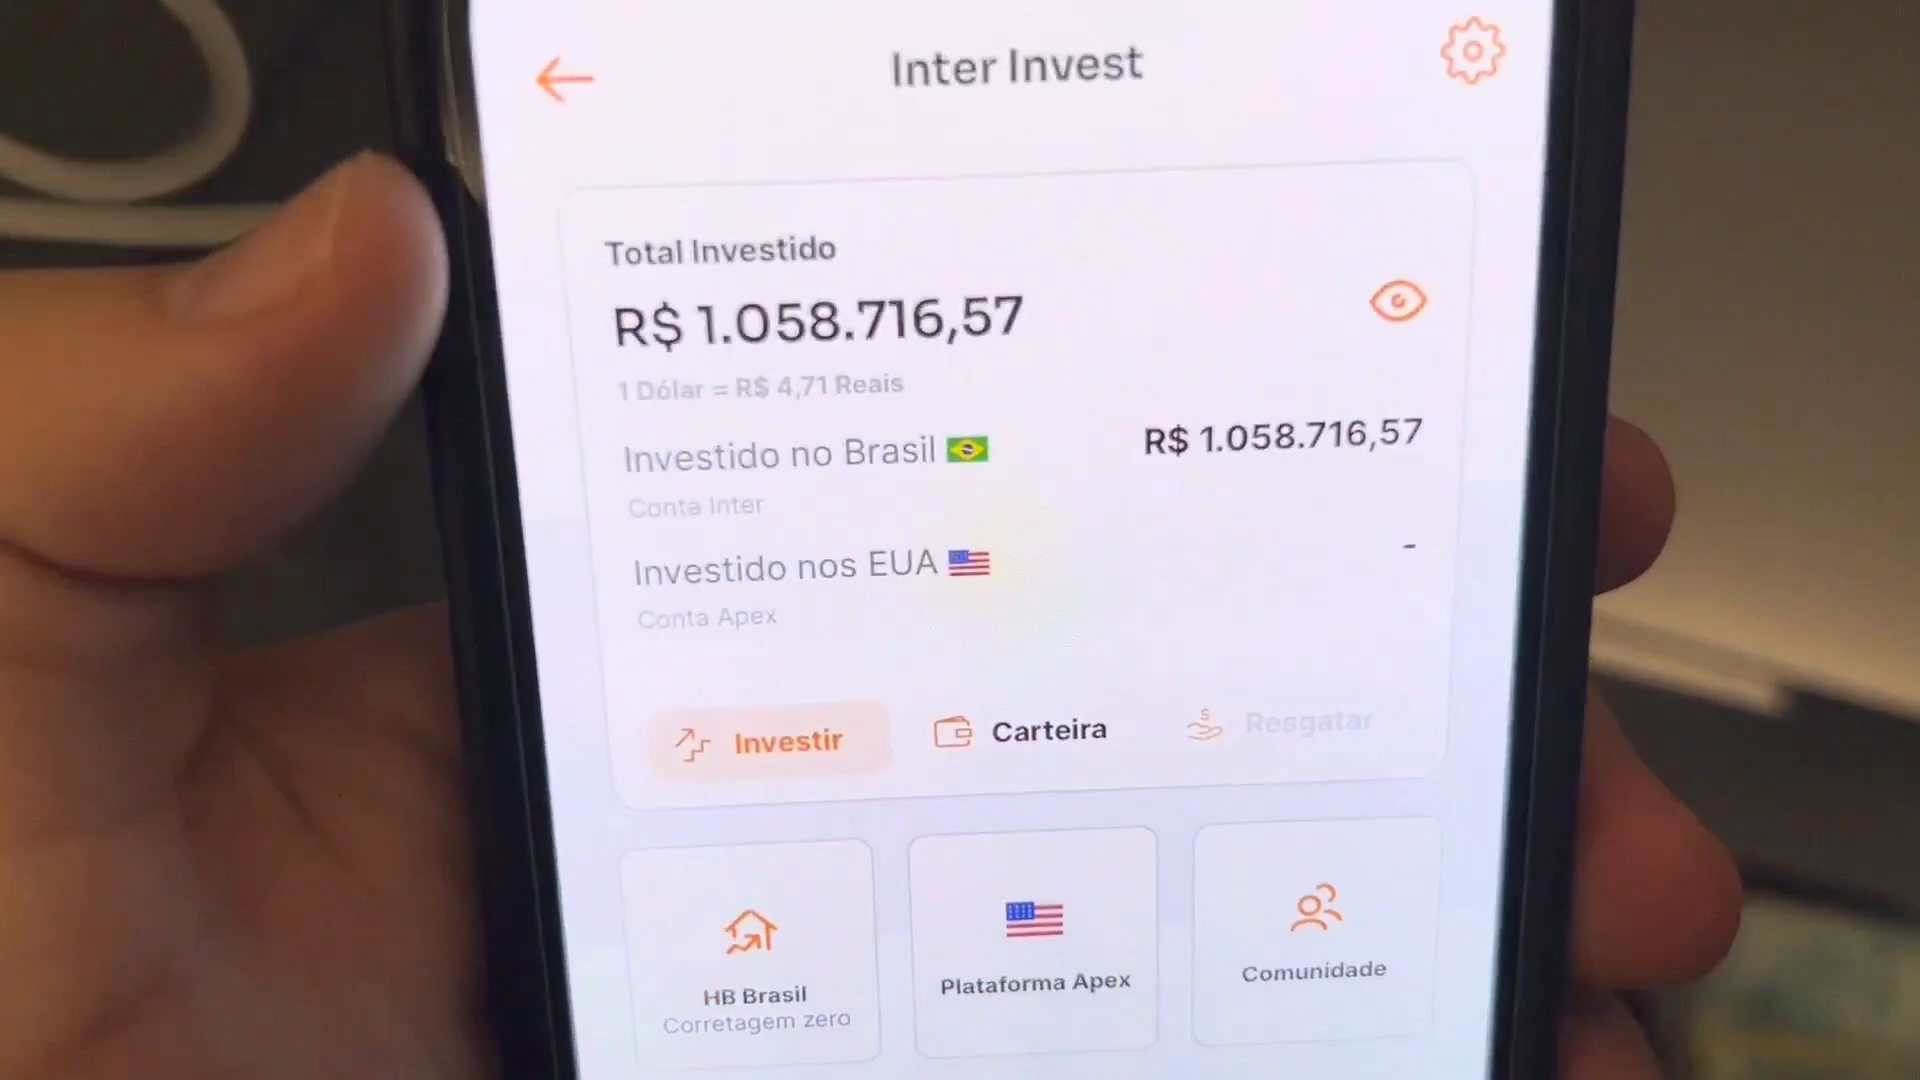 Inter Invest
Total Investido
R$ 1.058.716,57
1 Dólar = R$ 4,71 Reais
Investido no Brasil
R$ 1.058.716,57
Conta Inter
Investido nos EUA
-
Conta Apex
Investir
Carteira
Resgatar
HB Brasil
Corretagem zero
Plataforma Apex
Comunidade